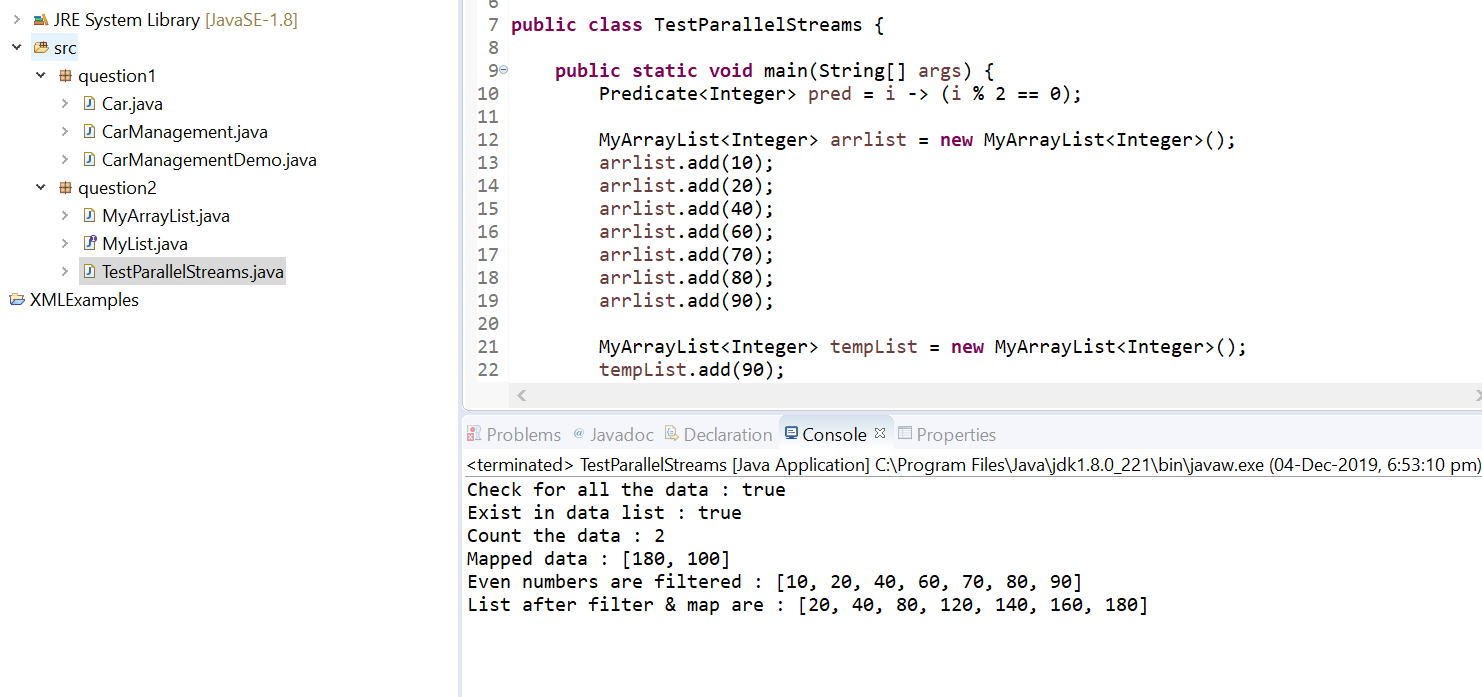 JRE System Library [JavaSE-1.8]
src
question1
Car.java
CarManagement.java
CarManagementDemo.java
question2
MyArrayList.java
MyList.java
TestParallelStreams.java
XMLExamples
6
7 public class TestParallelStreams {
8
9 public static void main(String[] args) {
10 Predicate<Integer> pred = i -> (i % 2 == 0);
11
12 MyArrayList<Integer> arrlist = new MyArrayList<Integer>();
13 arrlist.add(10);
14 arrlist.add(20);
15 arrlist.add(40);
16 arrlist.add(60);
17 arrlist.add(70);
18 arrlist.add(80);
19 arrlist.add(90);
20
21 MyArrayList<Integer> tempList = new MyArrayList<Integer>();
22 tempList.add(90);
Problems @ Javadoc Declaration Console Properties
<terminated> TestParallelStreams [Java Application] C:\Program Files\Java\jdk1.8.0_221\bin\javaw.exe (04-Dec-2019, 6:53:10 pm)
Check for all the data : true
Exist in data list : true
Count the data : 2
Mapped data : [180, 100]
Even numbers are filtered : [10, 20, 40, 60, 70, 80, 90]
List after filter & map are : [20, 40, 80, 120, 140, 160, 180]